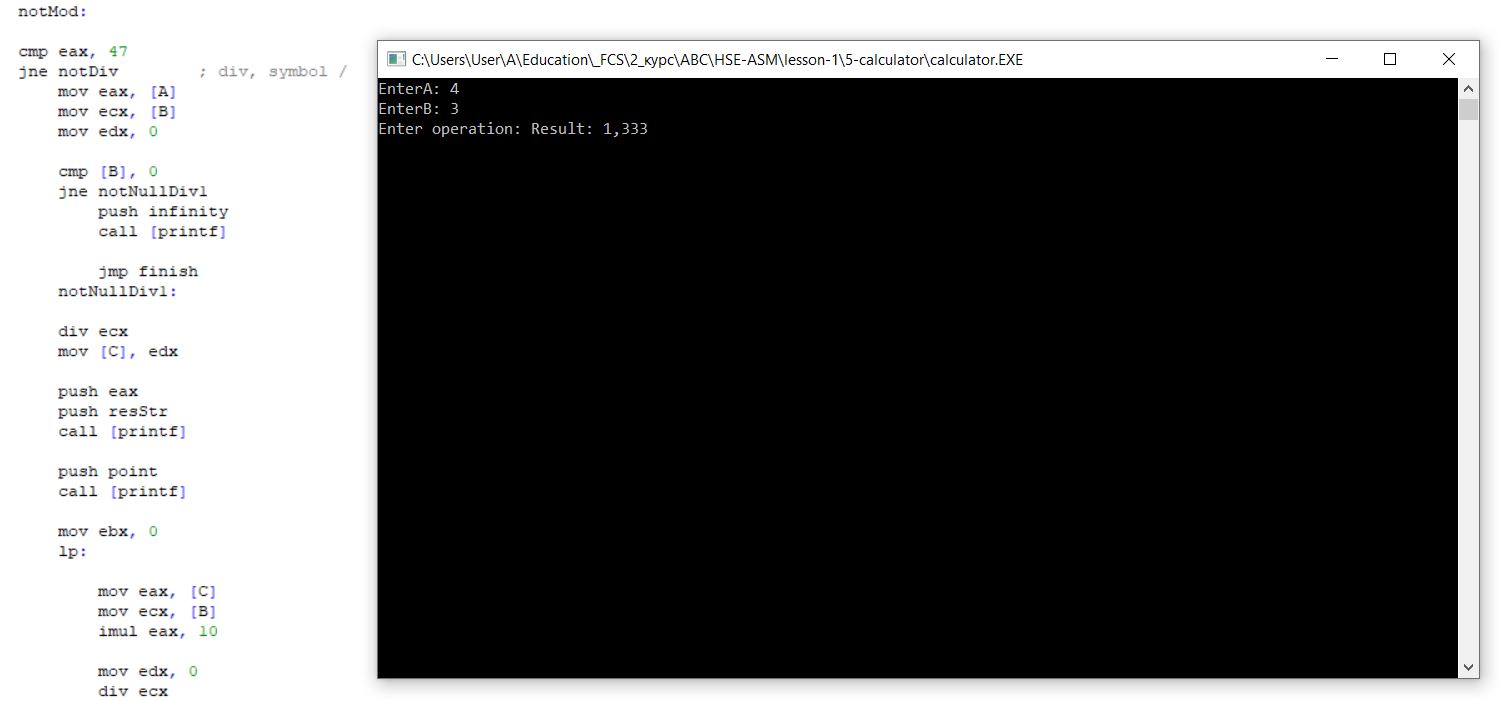 notMod:
cmp eax, 47
jne notDiv        ; div, symbol /
    mov eax, [A]
    mov ecx, [B]
    mov edx, 0
    cmp [B], 0
    jne notNullDiv1
        push infinity
        call [printf]
        jmp finish
    notNullDiv1:
    div ecx
    mov [C], edx
    push eax
    push resStr
    call [printf]
    push point
    call [printf]
    mov ebx, 0
    lp:
        mov eax, [C]
        mov ecx, [B]
        imul eax, 10
        mov edx, 0
        div ecx
C:\Users\User\A\Education\_FCS\2_курс\ABC\HSE-ASM\lesson-1\5-calculator\calculator.EXE
EnterA: 4
EnterB: 3
Enter operation: Result: 1,333